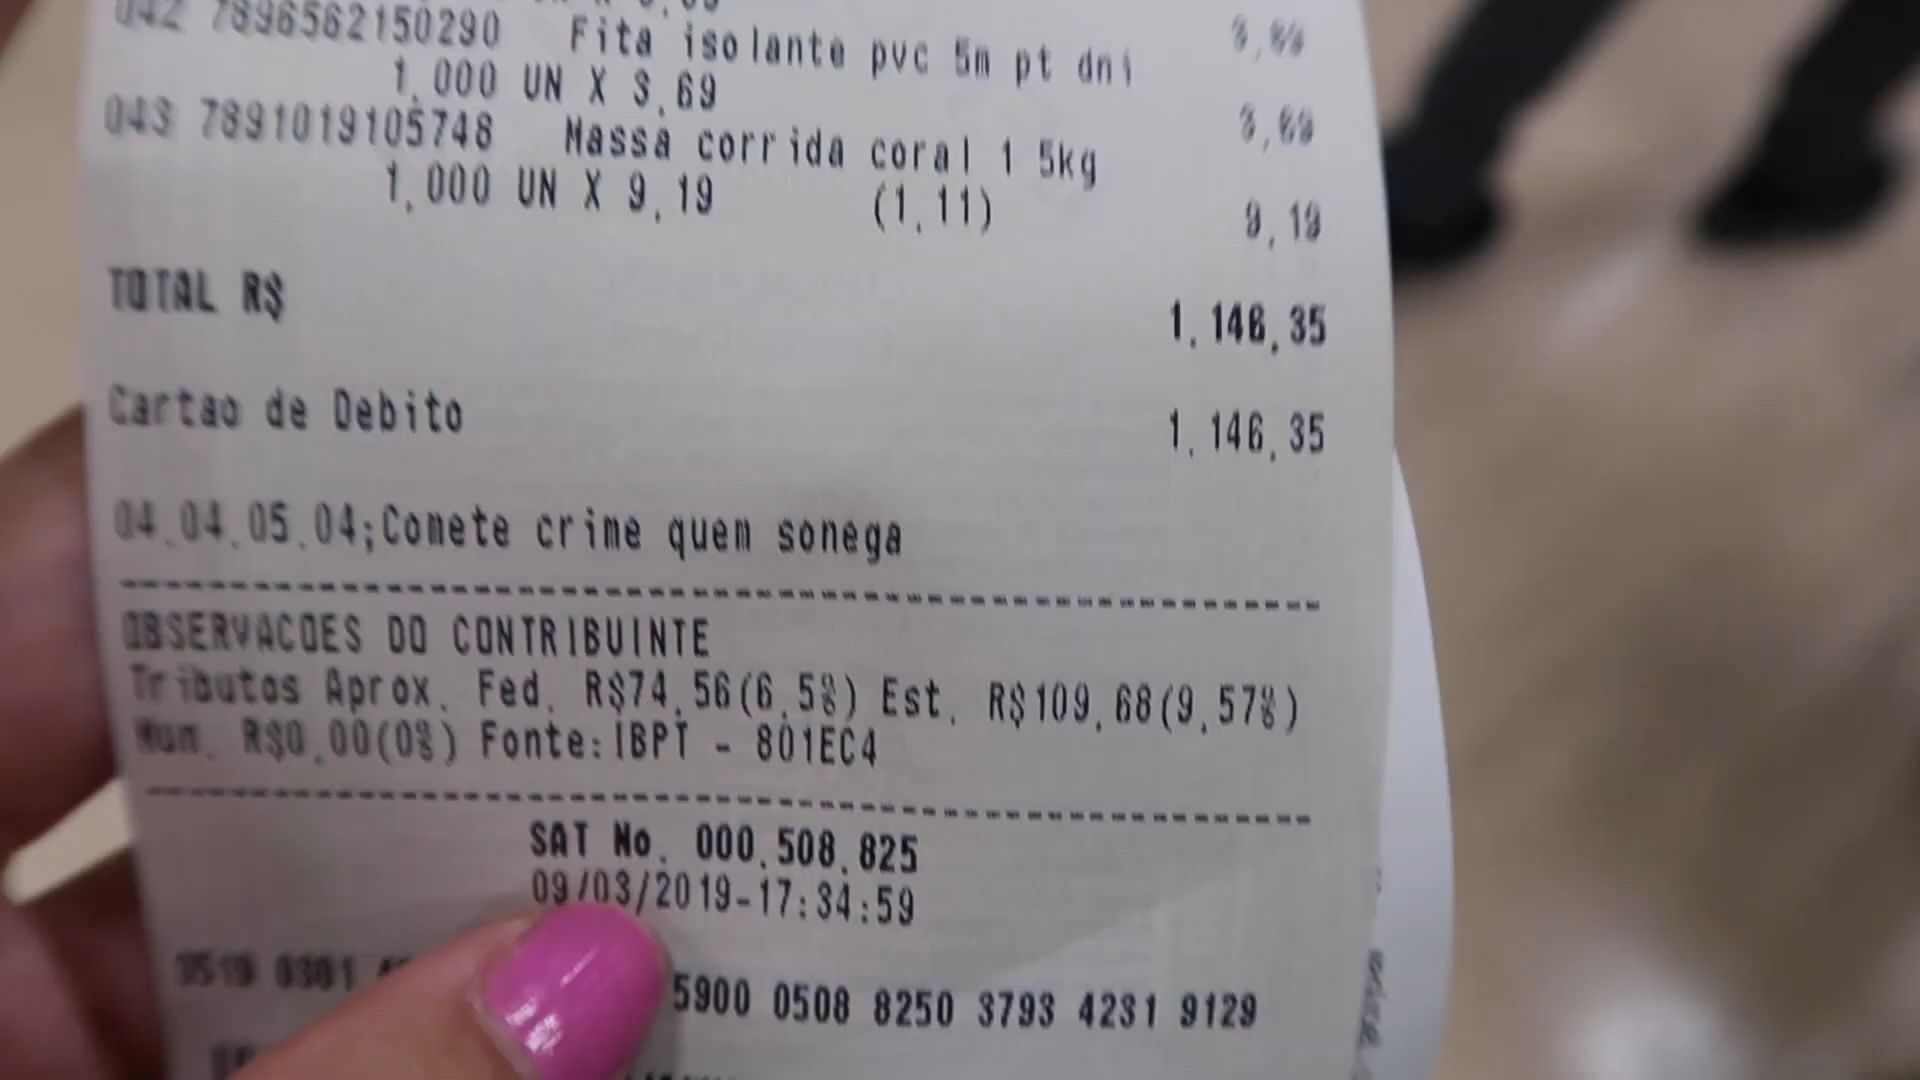 042 7896562150290 Fita isolante pvc 5m pt dni
1,000 UN X 3,69 3,69
043 7891019105748 Massa corrida coral 1 5kg
1,000 UN X 9,19 (1,11) 9,19
TOTAL R$ 1.146,35
Cartao de Debito 1.146,35
04.04.05.04;Comete crime quem sonega
OBSERVACOES DO CONTRIBUINTE
Tributos Aprox. Fed. R$74,56(6,5%) Est. R$109,68(9,57%)
Mun. R$0,00(0%) Fonte:IBPT - 801EC4
SAT No. 000.508.825
09/03/2019-17:34:59
3519 0301 5900 0508 8250 3793 4231 9129